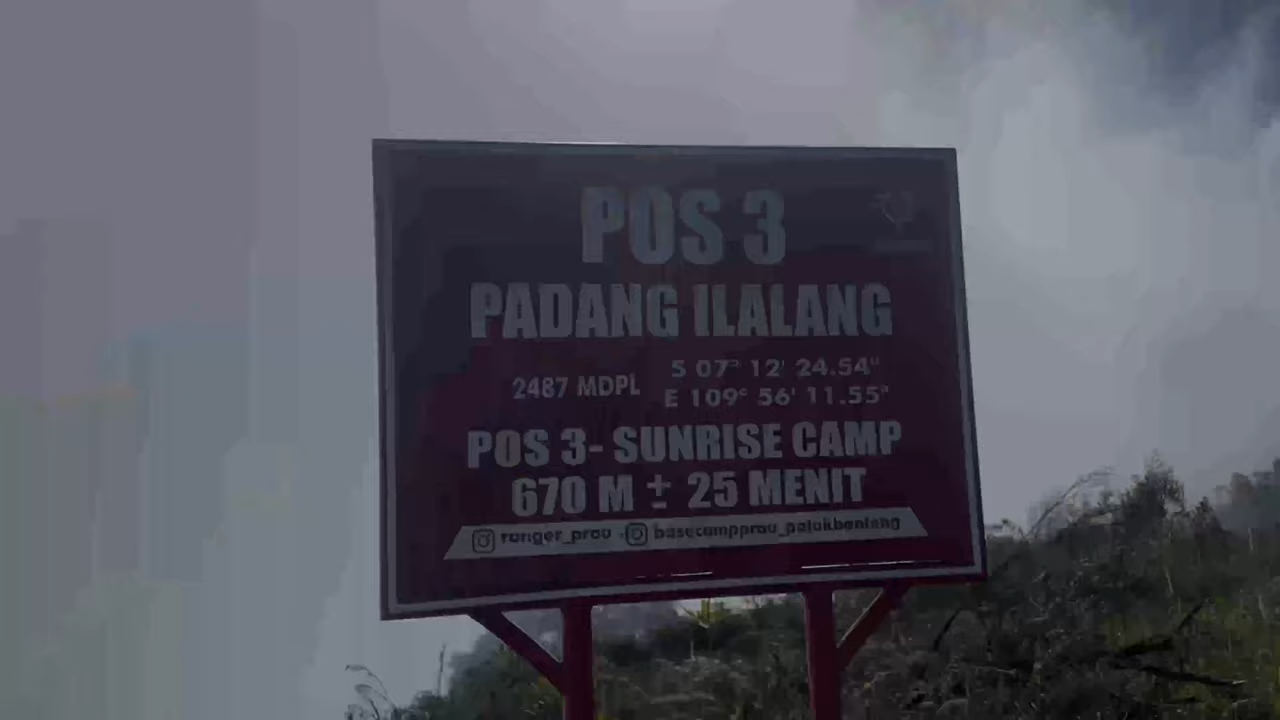 POS 3
PADANG ILALANG
2487 MDPL
S 07° 12' 24.54"
E 109° 56' 11.55"
POS 3- SUNRISE CAMP
670 M ± 25 MENIT
ranger_prau basecampprau_patakbanteng